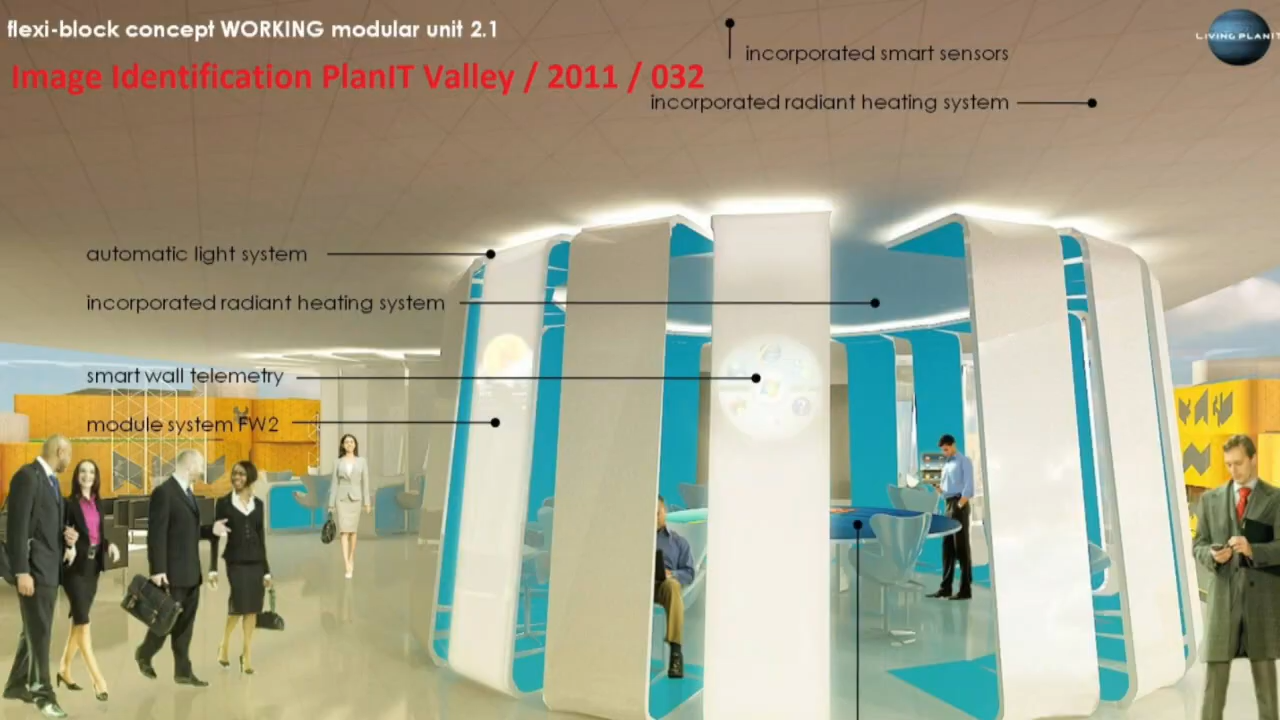 flexi-block concept WORKING modular unit 2.1
LIVING PLANIT
incorporated smart sensors
Image Identification PlanIT Valley / 2011 / 032
incorporated radiant heating system
automatic light system
incorporated radiant heating system
smart wall telemetry
module system FW2